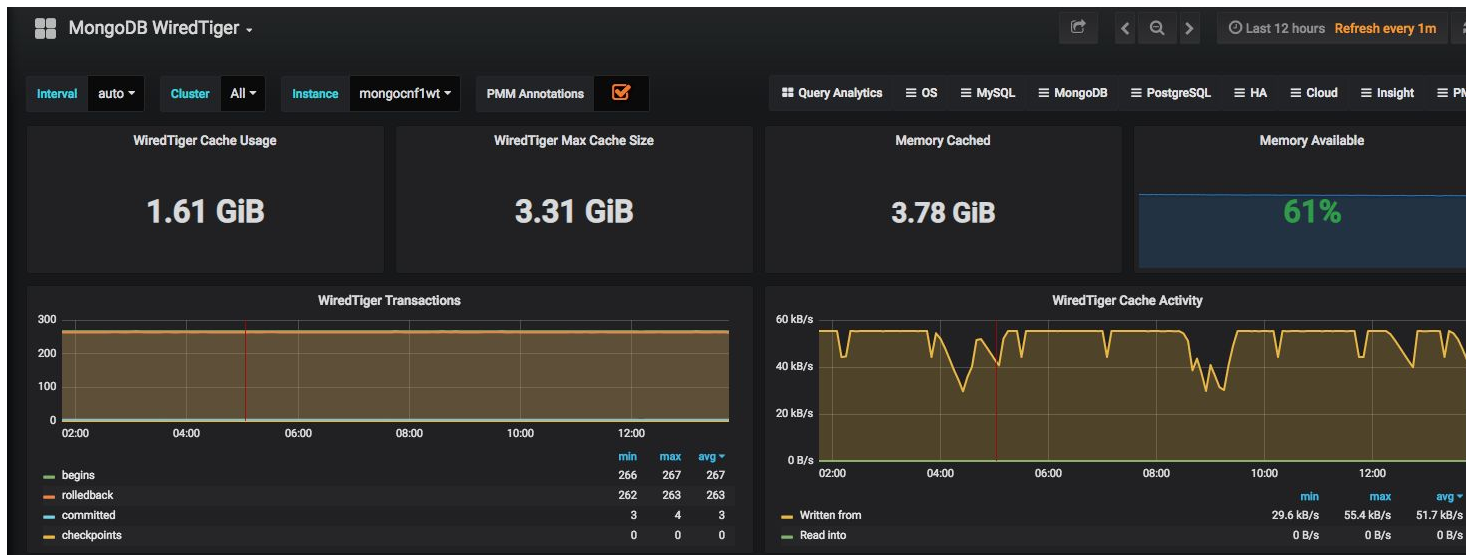 MongoDB WiredTiger
Last 12 hours Refresh every 1m
Interval auto Cluster All Instance mongocnf1wt PMM Annotations Query Analytics OS MySQL MongoDB PostgreSQL HA Cloud Insight PM
WiredTiger Cache Usage
1.61 GiB
WiredTiger Max Cache Size
3.31 GiB
Memory Cached
3.78 GiB
Memory Available
61%
WiredTiger Transactions
300
200
100
0
02:00 04:00 06:00 08:00 10:00 12:00
min max avg
begins 266 267 267
rolledback 262 263 263
committed 3 4 3
checkpoints 0 0 0
WiredTiger Cache Activity
60 kB/s
40 kB/s
20 kB/s
0 B/s
02:00 04:00 06:00 08:00 10:00 12:00
min max avg
Written from 29.6 kB/s 55.4 kB/s 51.7 kB/s
Read into 0 B/s 0 B/s 0 B/s